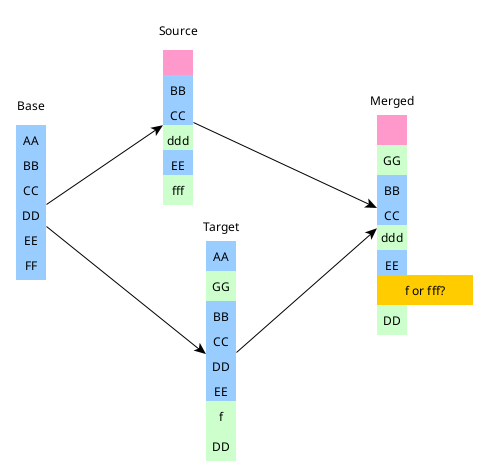 Base
AA
BB
CC
DD
EE
FF
Source
BB
CC
ddd
EE
fff
Target
AA
GG
BB
CC
DD
EE
f
DD
Merged
GG
BB
CC
ddd
EE
f or fff?
DD